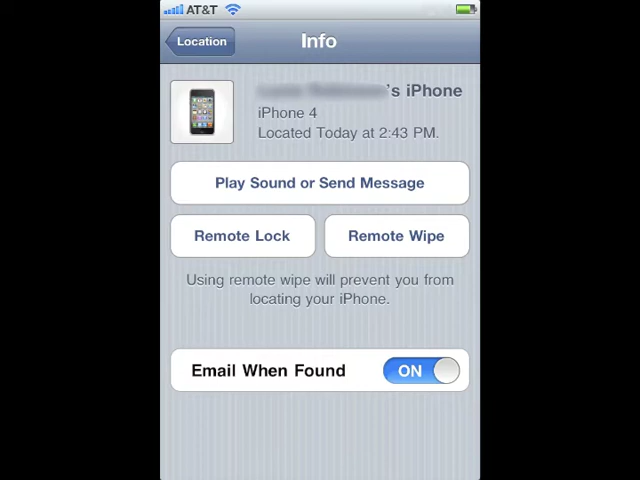 AT&T
Location
Info
's iPhone
iPhone 4
Located Today at 2:43 PM.
Play Sound or Send Message
Remote Lock
Remote Wipe
Using remote wipe will prevent you from
locating your iPhone.
Email When Found
ON